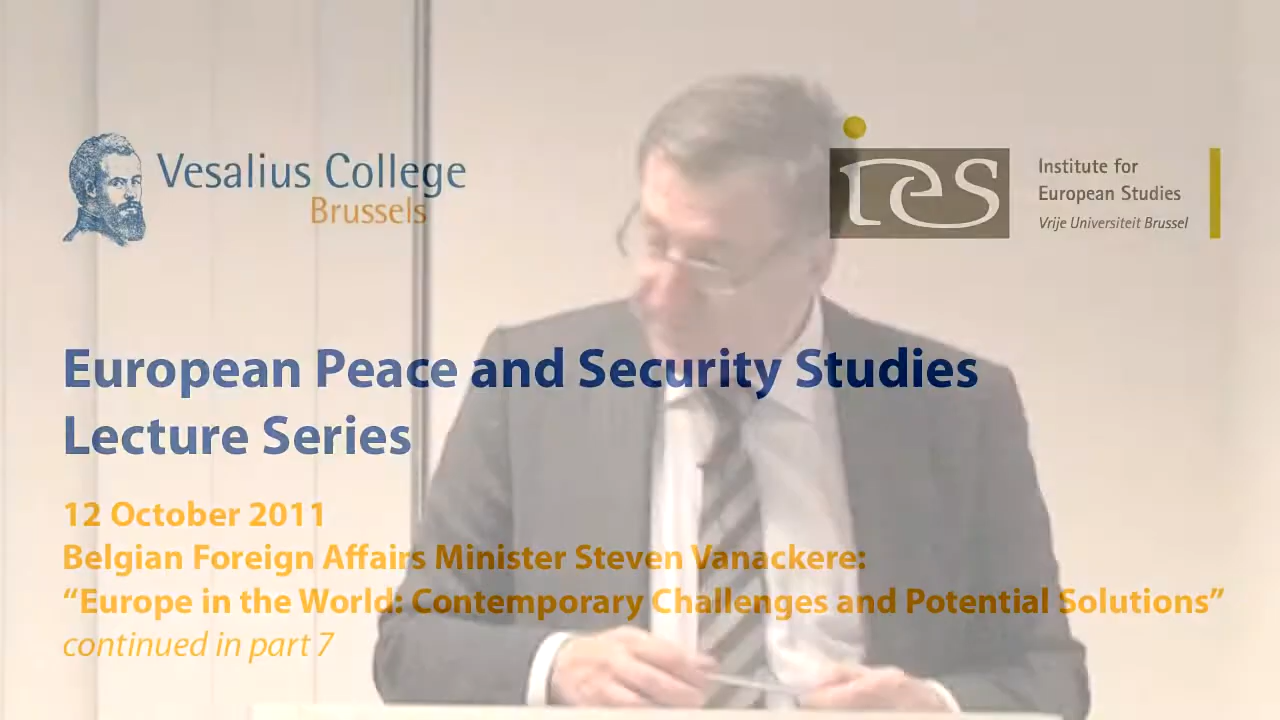 Vesalius College
Brussels
ies
Institute for
European Studies
Vrije Universiteit Brussel
European Peace and Security Studies
Lecture Series
12 October 2011
Belgian Foreign Affairs Minister Steven Vanackere:
“Europe in the World: Contemporary Challenges and Potential Solutions”
continued in part 7